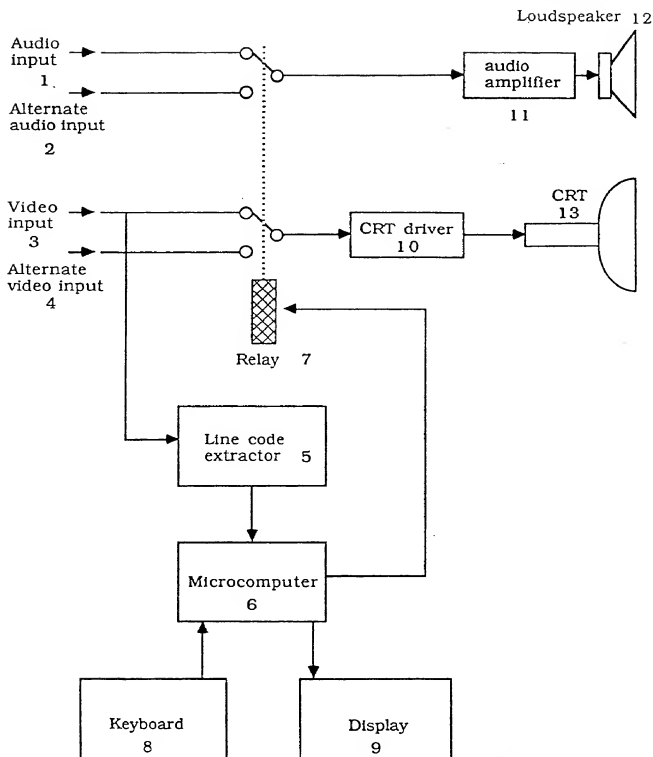 Loudspeaker 12
Audio
input
1
Alternate
audio input
2
audio
amplifier
11
Video
input
3
Alternate
video input
4
CRT driver
10
CRT
13
Relay 7
Line code
extractor 5
Microcomputer
6
Keyboard
8
Display
9